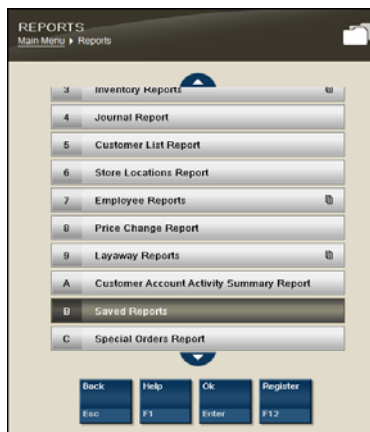 REPORTS
Main Menu ▸ Reports
3 Inventory Reports
4 Journal Report
5 Customer List Report
6 Store Locations Report
7 Employee Reports
8 Price Change Report
9 Layaway Reports
A Customer Account Activity Summary Report
B Saved Reports
C Special Orders Report
Back Help Ok Register
Esc F1 Enter F12